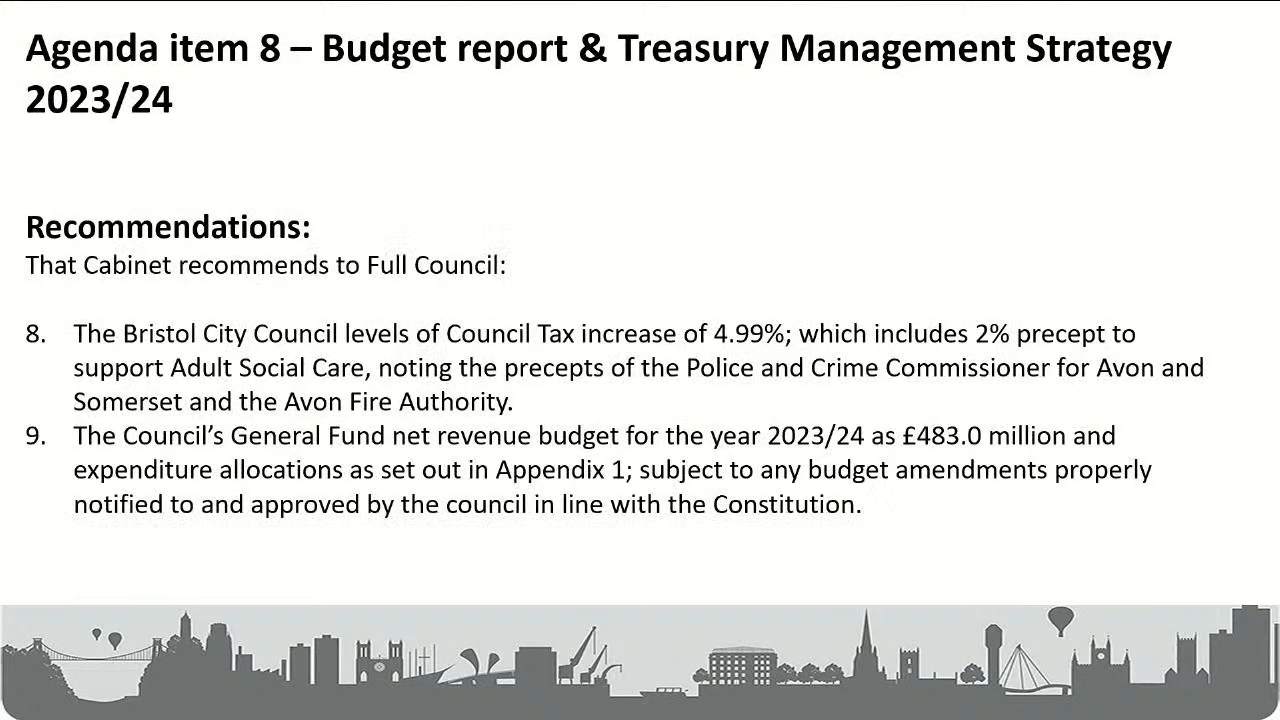 Agenda item 8 – Budget report & Treasury Management Strategy
2023/24
Recommendations:
That Cabinet recommends to Full Council:
8. The Bristol City Council levels of Council Tax increase of 4.99%; which includes 2% precept to
support Adult Social Care, noting the precepts of the Police and Crime Commissioner for Avon and
Somerset and the Avon Fire Authority.
9. The Council’s General Fund net revenue budget for the year 2023/24 as £483.0 million and
expenditure allocations as set out in Appendix 1; subject to any budget amendments properly
notified to and approved by the council in line with the Constitution.